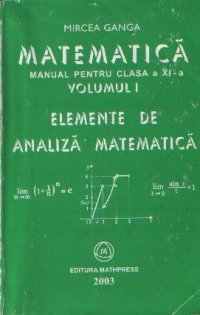 MIRCEA GANGA
MATEMATICĂ
MANUAL PENTRU CLASA a XI-a
VOLUMUL I
ELEMENTE DE
ANALIZĂ MATEMATICĂ
lim (1+1/n)^n = e
n→∞
lim sin x / x = 1
x→0
EDITURA MATHPRESS
2003